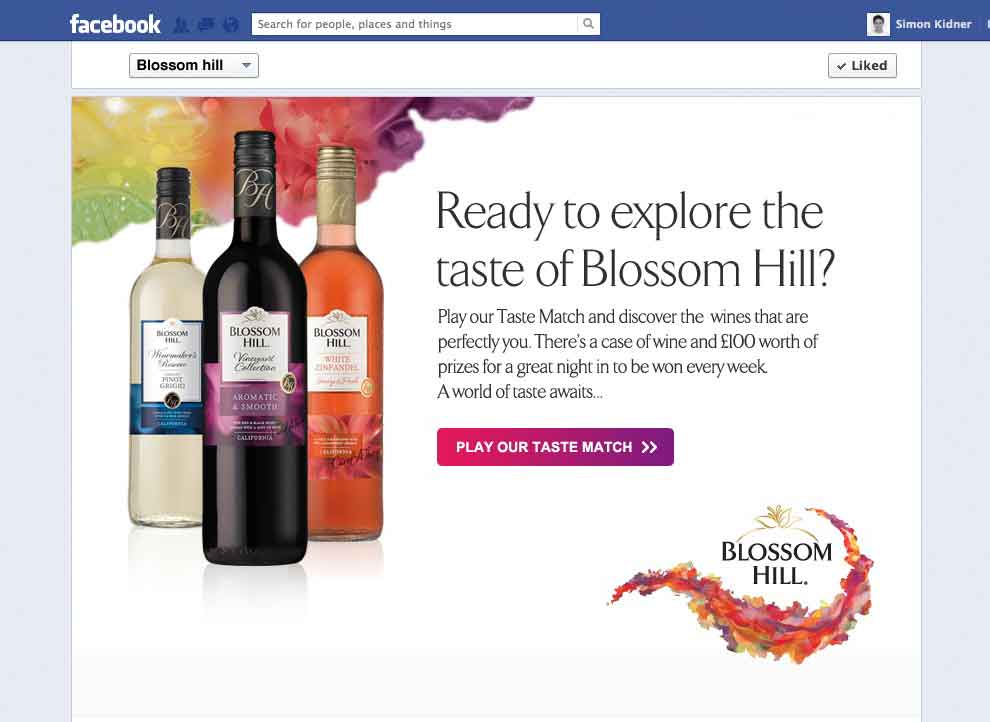 facebook
Search for people, places and things
Simon Kidner
Blossom hill
Liked
Ready to explore the
taste of Blossom Hill?
Play our Taste Match and discover the wines that are
perfectly you. There's a case of wine and £100 worth of
prizes for a great night in to be won every week.
A world of taste awaits...
PLAY OUR TASTE MATCH
BLOSSOM
HILL.
BH
BLOSSOM
HILL.
Winemaker's
Reserve
PINOT
GRIGIO
CALIFORNIA
BH
BLOSSOM
HILL.
Vineyard
Collection
AROMATIC
& SMOOTH
CALIFORNIA
BLOSSOM
HILL.
WHITE
ZINFANDEL
CALIFORNIA